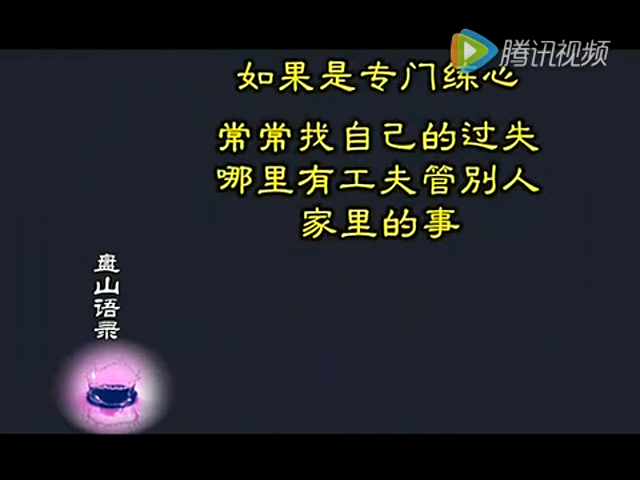 腾讯视频
如果是专门练心
常常找自己的过失
哪里有工夫管别人
家里的事
盘山语录